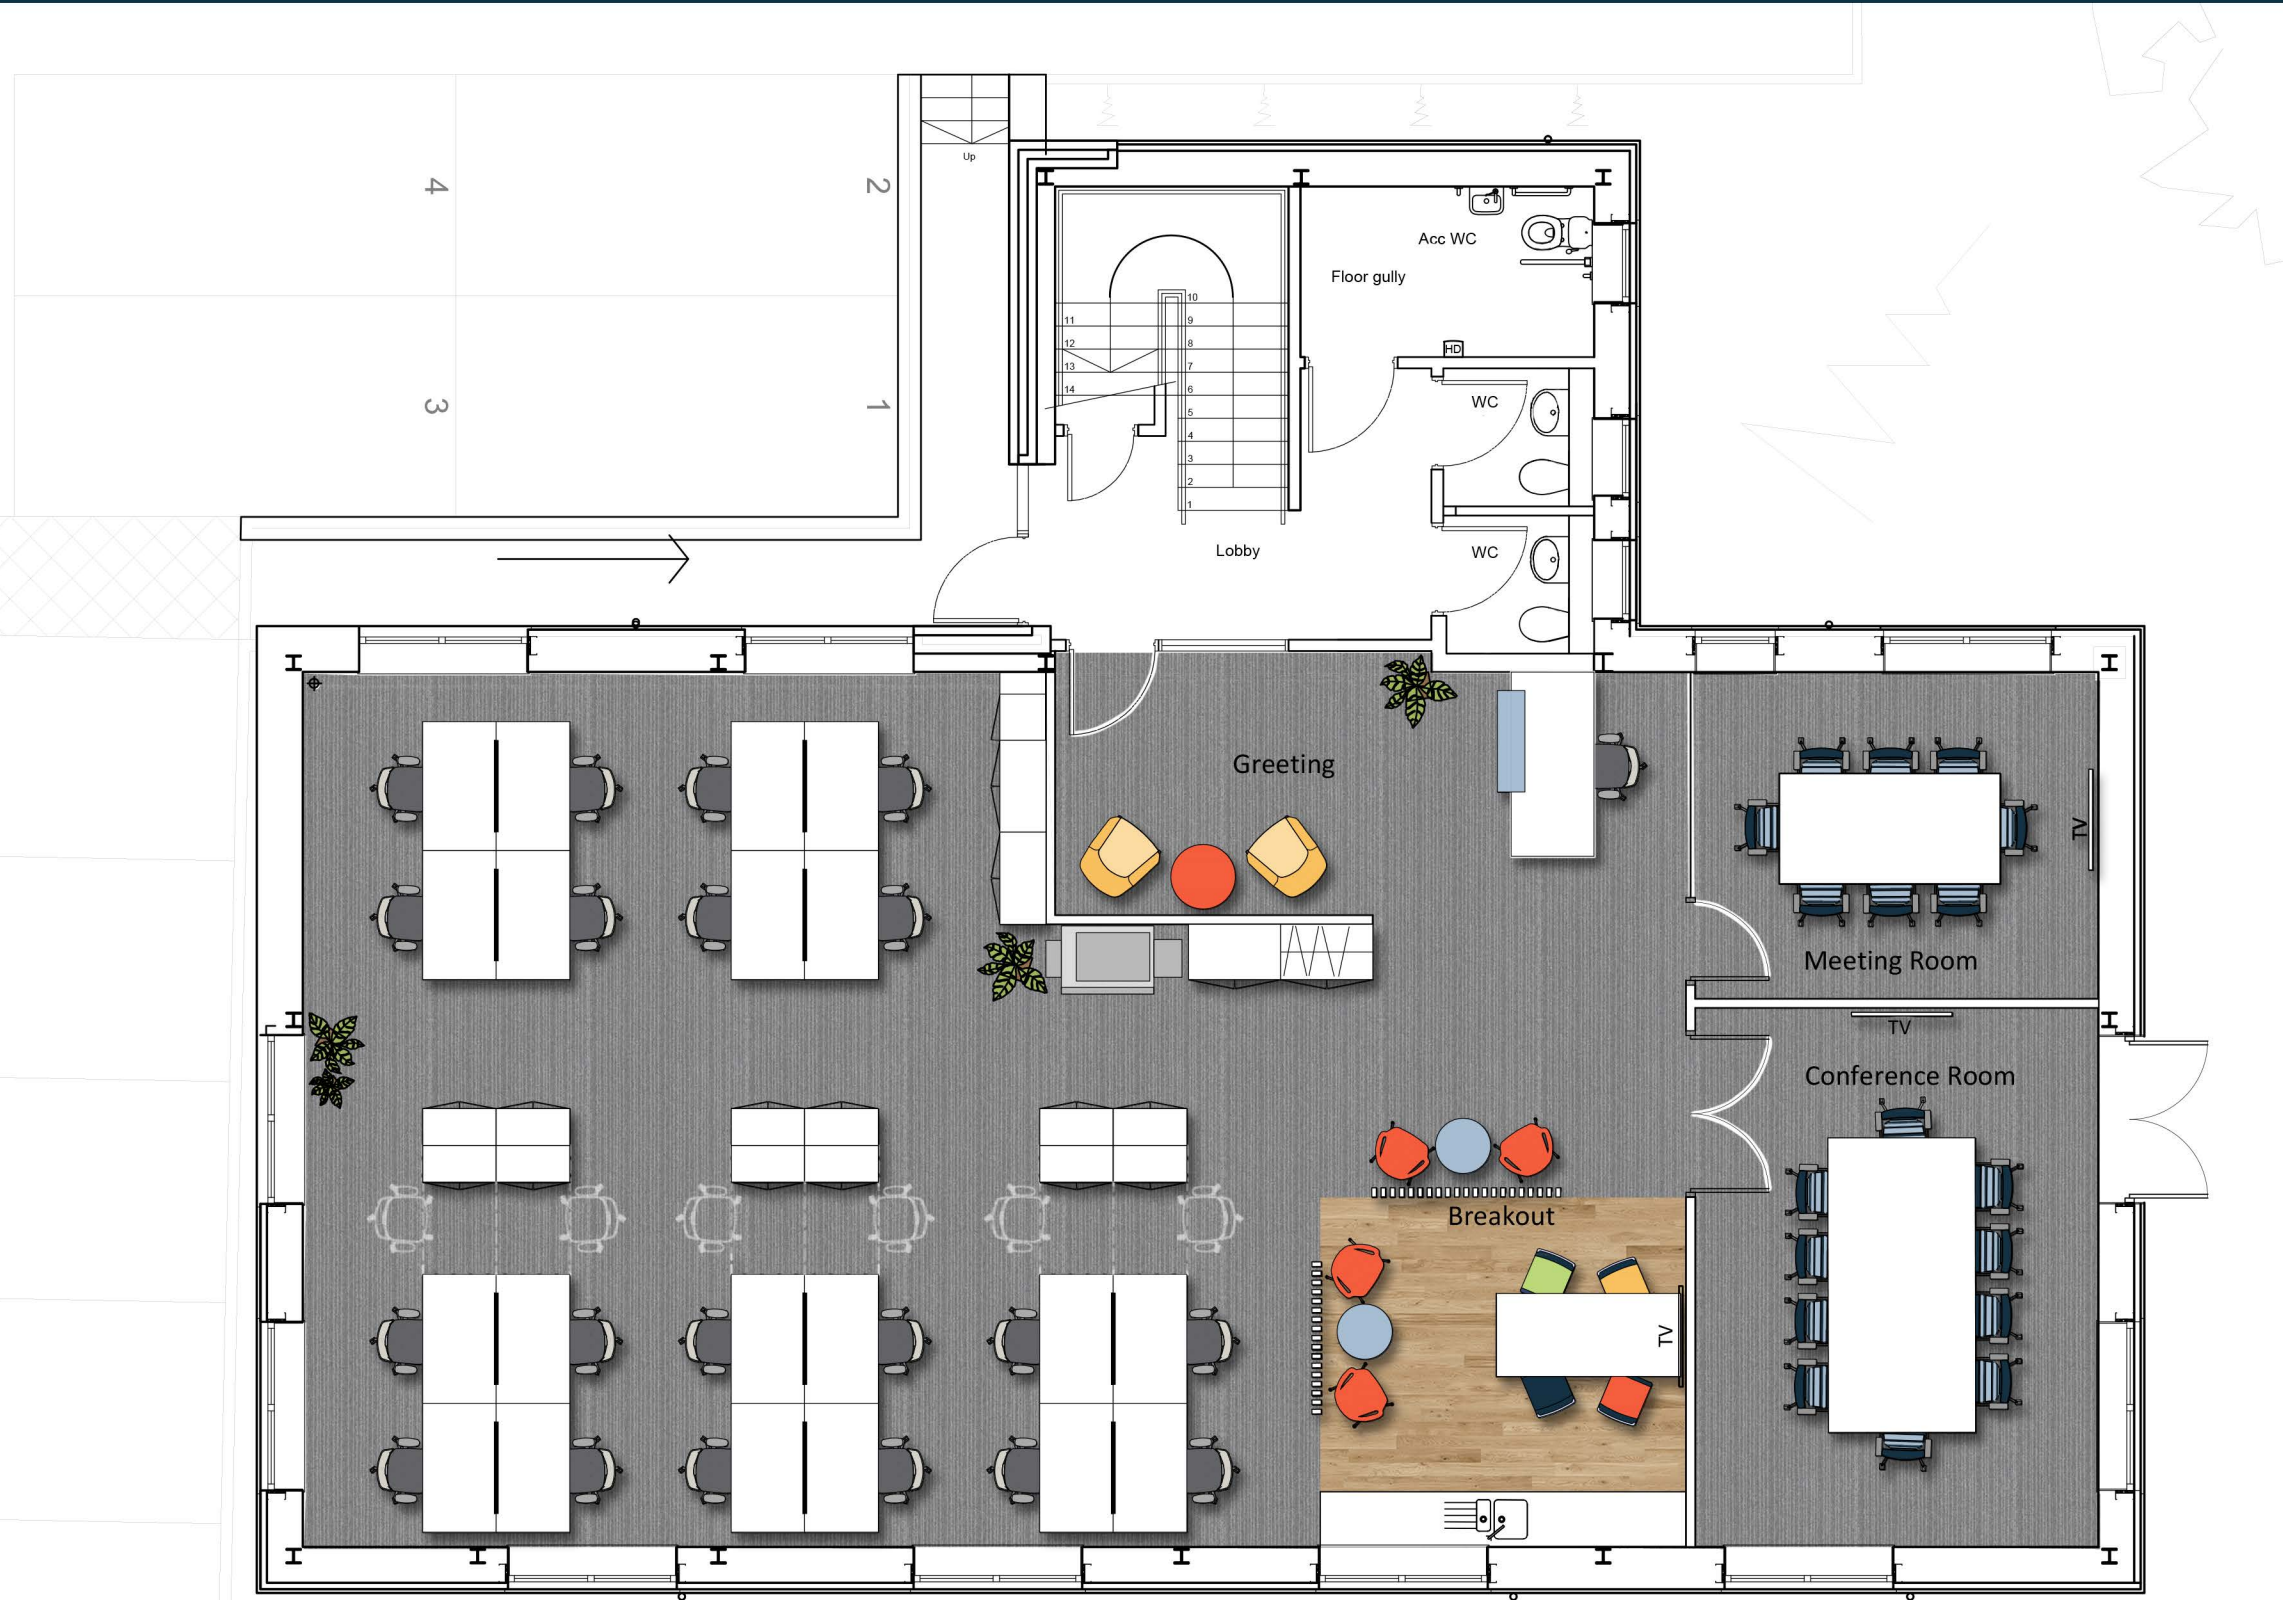 Up
4
2
3
1
Acc WC
Floor gully
HD
10
11
9
12
8
13
7
14
6
5
4
3
2
1
WC
WC
Lobby
Greeting
TV
Meeting Room
TV
Conference Room
Breakout
TV